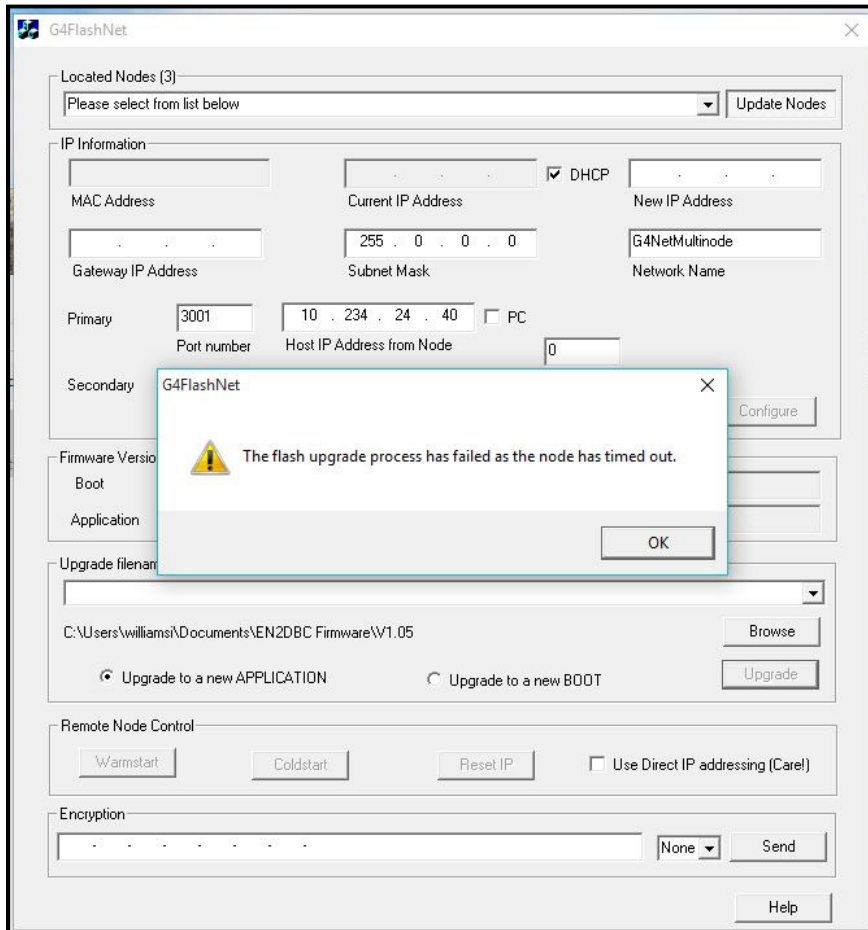 G4FlashNet
Located Nodes (3)
Please select from list below
Update Nodes
IP Information
DHCP
MAC Address
Current IP Address
New IP Address
255 . 0 . 0 . 0
G4NetMultinode
Gateway IP Address
Subnet Mask
Network Name
Primary
3001
10 . 234 . 24 . 40
PC
Port number
Host IP Address from Node
0
Secondary
G4FlashNet
Configure
The flash upgrade process has failed as the node has timed out.
Firmware Versio
Boot
Application
OK
Upgrade filenam
C:\Users\williamsi\Documents\EN2DBC Firmware\V1.05
Browse
Upgrade to a new APPLICATION
Upgrade to a new BOOT
Upgrade
Remote Node Control
Warmstart
Coldstart
Reset IP
Use Direct IP addressing (Care!)
Encryption
None
Send
Help